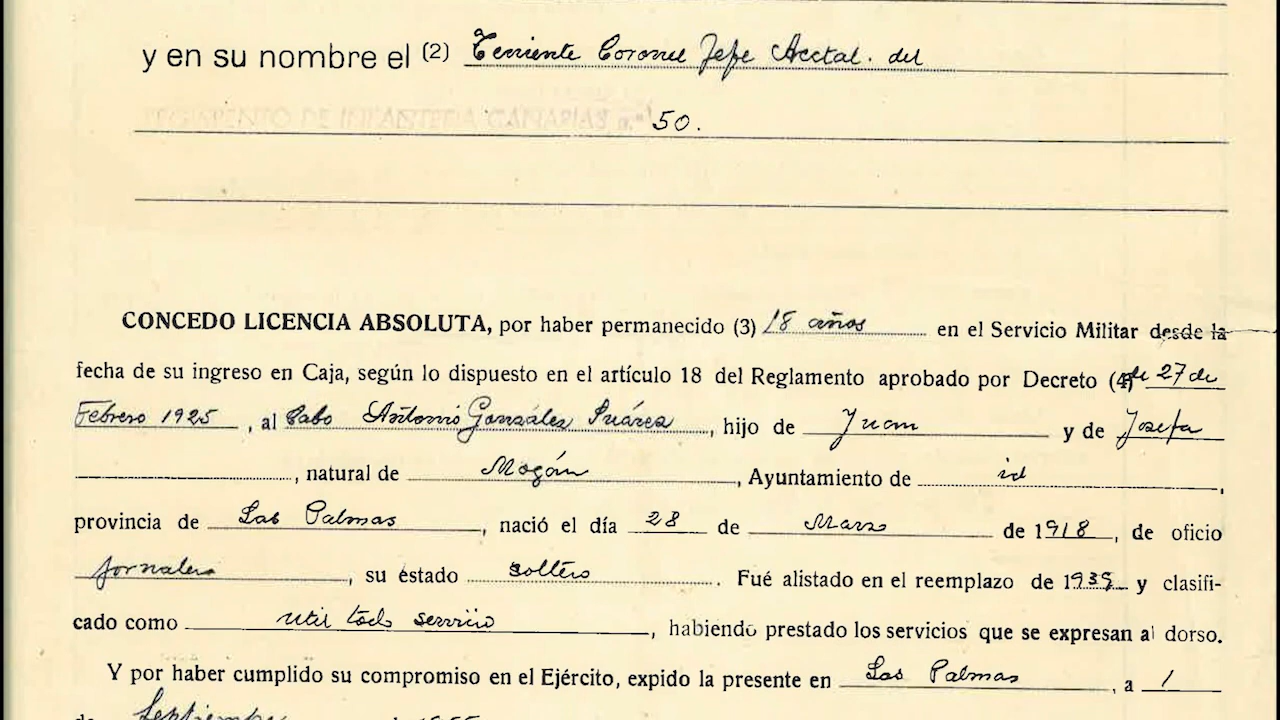 y en su nombre el (2) Teniente Coronel Jefe Acctal. del
REGIMIENTO DE INFANTERIA CANARIAS n.º 50.
CONCEDO LICENCIA ABSOLUTA, por haber permanecido (3) 18 años en el Servicio Militar desde la
fecha de su ingreso en Caja, según lo dispuesto en el artículo 18 del Reglamento aprobado por Decreto (4) de 27 de
Febrero 1925, al Cabo Antonio González Suárez, hijo de Juan y de Josefa
, natural de Mogán, Ayuntamiento de id.
provincia de Las Palmas, nació el día 28 de Marzo de 1918, de oficio
jornalero, su estado soltero. Fué alistado en el reemplazo de 1939 y clasifi-
cado como util todo servicio, habiendo prestado los servicios que se expresan al dorso.
Y por haber cumplido su compromiso en el Ejército, expido la presente en Las Palmas, a 1
de Septiembre